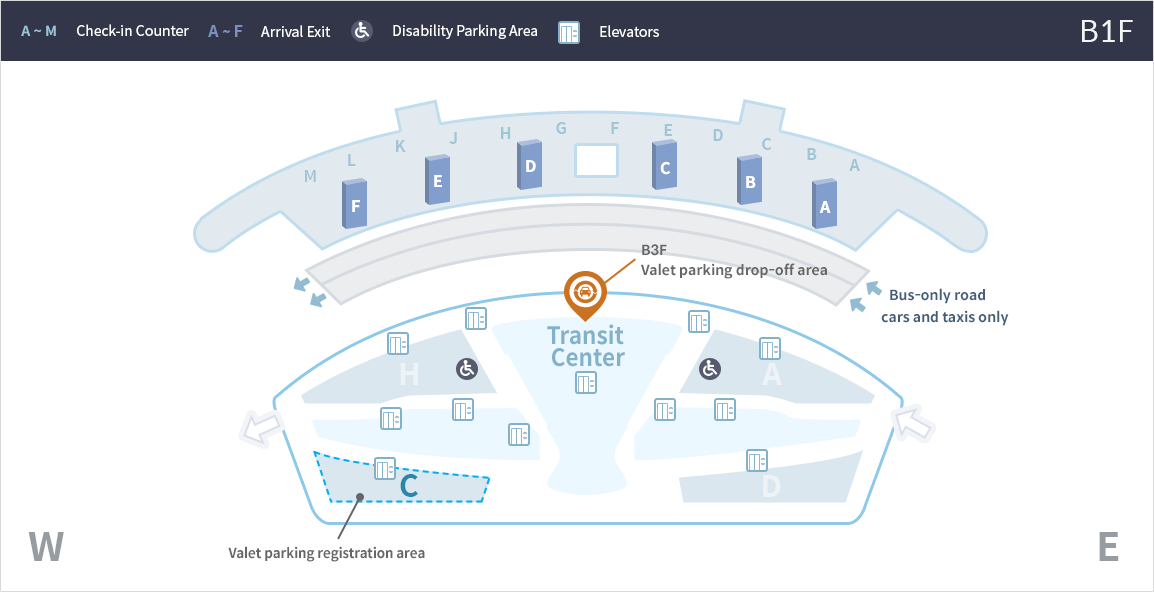 A ~ M Check-in Counter A ~ F Arrival Exit Disability Parking Area Elevators B1F
M L K J H G F E D C B A
F E D C B A
B3F
Valet parking drop-off area
Bus-only road
cars and taxis only
Transit
Center
H A
C D
Valet parking registration area
W E